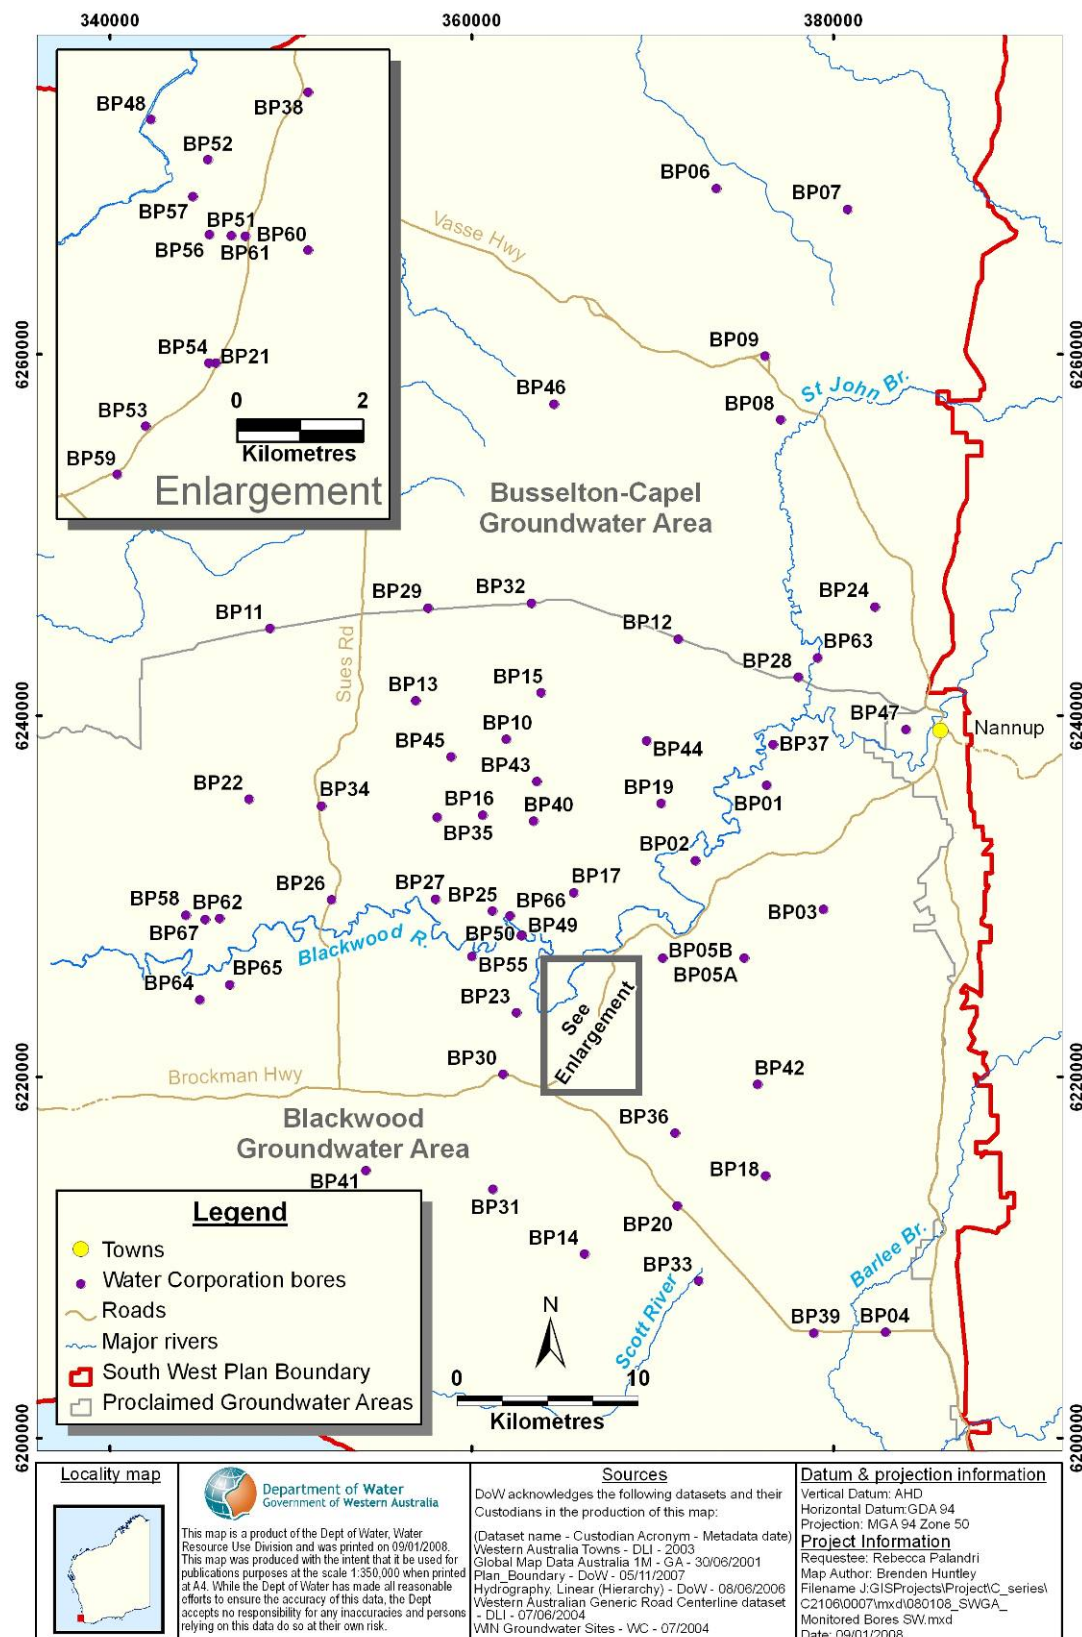 340000
360000
380000
BP48
BP38
BP52
BP57
BP51
BP60
BP56
BP61
BP54
BP21
BP53
BP59
0
2
Kilometres
Enlargement
BP06
BP07
Vasse Hwy
BP09
6260000
6260000
St John Br.
BP46
BP08
Busselton-Capel
Groundwater Area
BP29
BP32
BP24
BP11
BP12
BP63
BP28
Sues Rd
BP13
BP15
BP47
6240000
6240000
Nannup
BP10
BP44
BP37
BP45
BP43
BP22
BP34
BP16
BP40
BP19
BP01
BP35
BP02
BP17
BP58
BP62
BP26
BP27
BP25
BP66
BP03
BP67
BP50
BP49
Blackwood R.
BP05B
BP05A
BP55
BP65
BP64
BP23
See
Enlargement
BP30
6220000
6220000
Brockman Hwy
BP42
Blackwood
Groundwater Area
BP36
BP18
BP41
BP31
BP20
BP14
BP33
Barlee Br.
Scott River
BP39
BP04
N
0
10
Kilometres
6200000
6200000
Legend
Towns
Water Corporation bores
Roads
Major rivers
South West Plan Boundary
Proclaimed Groundwater Areas
Locality map
Department of Water
Government of Western Australia
This map is a product of the Dept of Water, Water
Resource Use Division and was printed on 09/01/2008.
This map was produced with the intent that it be used for
publications purposes at the scale 1:350,000 when printed
at A4. While the Dept of Water has made all reasonable
efforts to ensure the accuracy of this data, the Dept
accepts no responsibility for any inaccuracies and persons
relying on this data do so at their own risk.
Sources
DoW acknowledges the following datasets and their
Custodians in the production of this map:
(Dataset name - Custodian Acronym - Metadata date)
Western Australia Towns - DLI - 2003
Global Map Data Australia 1M - GA - 30/06/2001
Plan_Boundary - DoW - 05/11/2007
Hydrography, Linear (Hierarchy) - DoW - 08/06/2006
Western Australian Generic Road Centerline dataset
- DLI - 07/06/2004
WIN Groundwater Sites - WC - 07/2004
Datum & projection information
Vertical Datum: AHD
Horizontal Datum:GDA 94
Projection: MGA 94 Zone 50
Project Information
Requestee: Rebecca Palandri
Map Author: Brenden Huntley
Filename J:GISProjects\Project\C_series\
C2106\0007\mxd\080108_SWGA_
Monitored Bores SW.mxd
Date: 09/01/2008